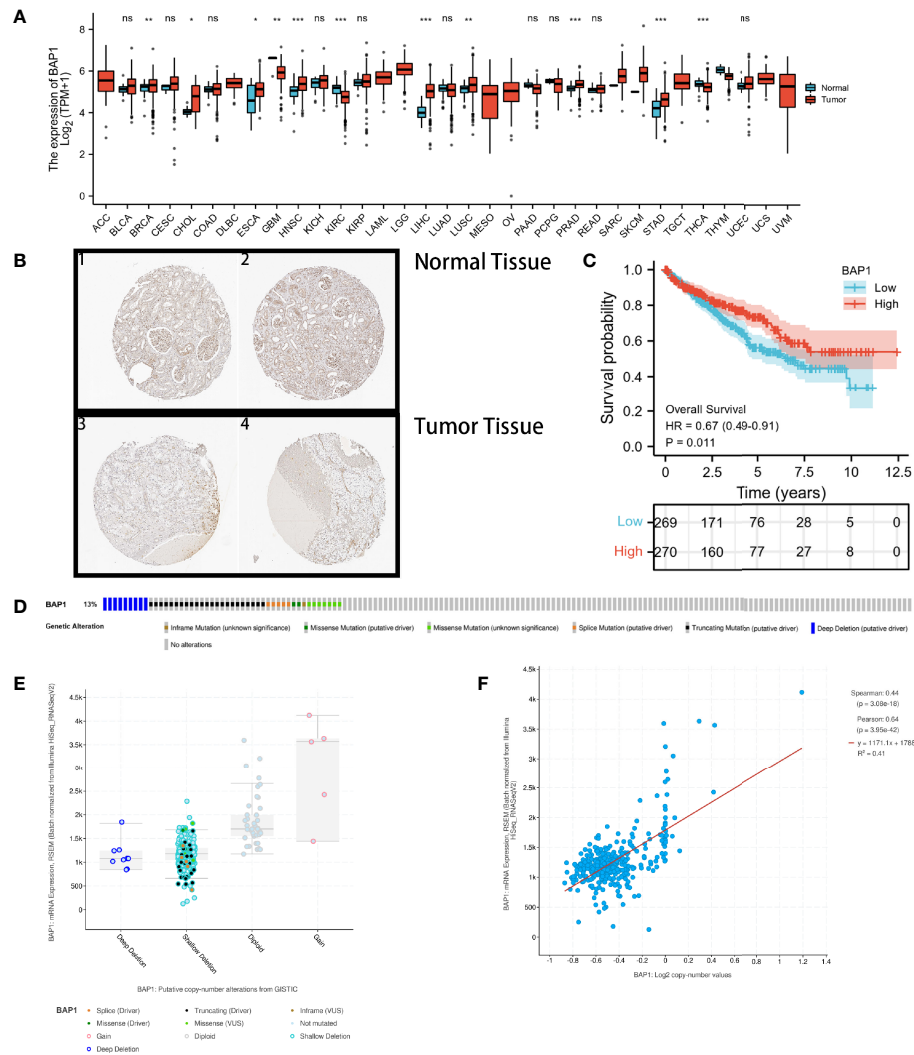 A
The expression of BAP1
Log2 (TPM+1)
8
6
4
2
0
ns ** ns * ns * ** *** ns *** ns *** ns ** ns ns *** ns *** *** ns
Normal
Tumor
ACC BLCA BRCA CESC CHOL COAD DLBC ESCA GBM HNSC KICH KIRC KIRP LAML LGG LIHC LUAD LUSC MESO OV PAAD PCPG PRAD READ SARC SKCM STAD TGCT THCA THYM UCEC UCS UVM
B
1
2
Normal Tissue
3
4
Tumor Tissue
C
BAP1
Low
High
Survival probability
1.0
0.8
0.6
0.4
0.2
0.0
Overall Survival
HR = 0.67 (0.49-0.91)
P = 0.011
0 2.5 5 7.5 10 12.5
Time (years)
Low 269 171 76 28 5 0
High 270 160 77 27 8 0
D
BAP1 13%
Genetic Alteration
Inframe Mutation (unknown significance)
Missense Mutation (putative driver)
Missense Mutation (unknown significance)
Splice Mutation (putative driver)
Truncating Mutation (putative driver)
Deep Deletion (putative driver)
No alterations
E
BAP1: mRNA Expression, RSEM (Batch normalized from Illumina HiSeq_RNASeqV2)
4.5k
4k
3.5k
3k
2.5k
2k
1.5k
1k
500
0
Deep Deletion
Shallow Deletion
Diploid
Gain
BAP1: Putative copy-number alterations from GISTIC
BAP1
Splice (Driver) Truncating (Driver) Inframe (VUS)
Missense (Driver) Missense (VUS) Not mutated
Gain Diploid Shallow Deletion
Deep Deletion
F
BAP1: mRNA Expression, RSEM (Batch normalized from Illumina
HiSeq_RNASeqV2)
4.5k
4k
3.5k
3k
2.5k
2k
1.5k
1k
500
0
-1 -0.8 -0.6 -0.4 -0.2 0 0.2 0.4 0.6 0.8 1 1.2 1.4
BAP1: Log2 copy-number values
Spearman: 0.44
(p = 3.08e-18)
Pearson: 0.64
(p = 3.95e-42)
y = 1171.1x + 1788
R² = 0.41